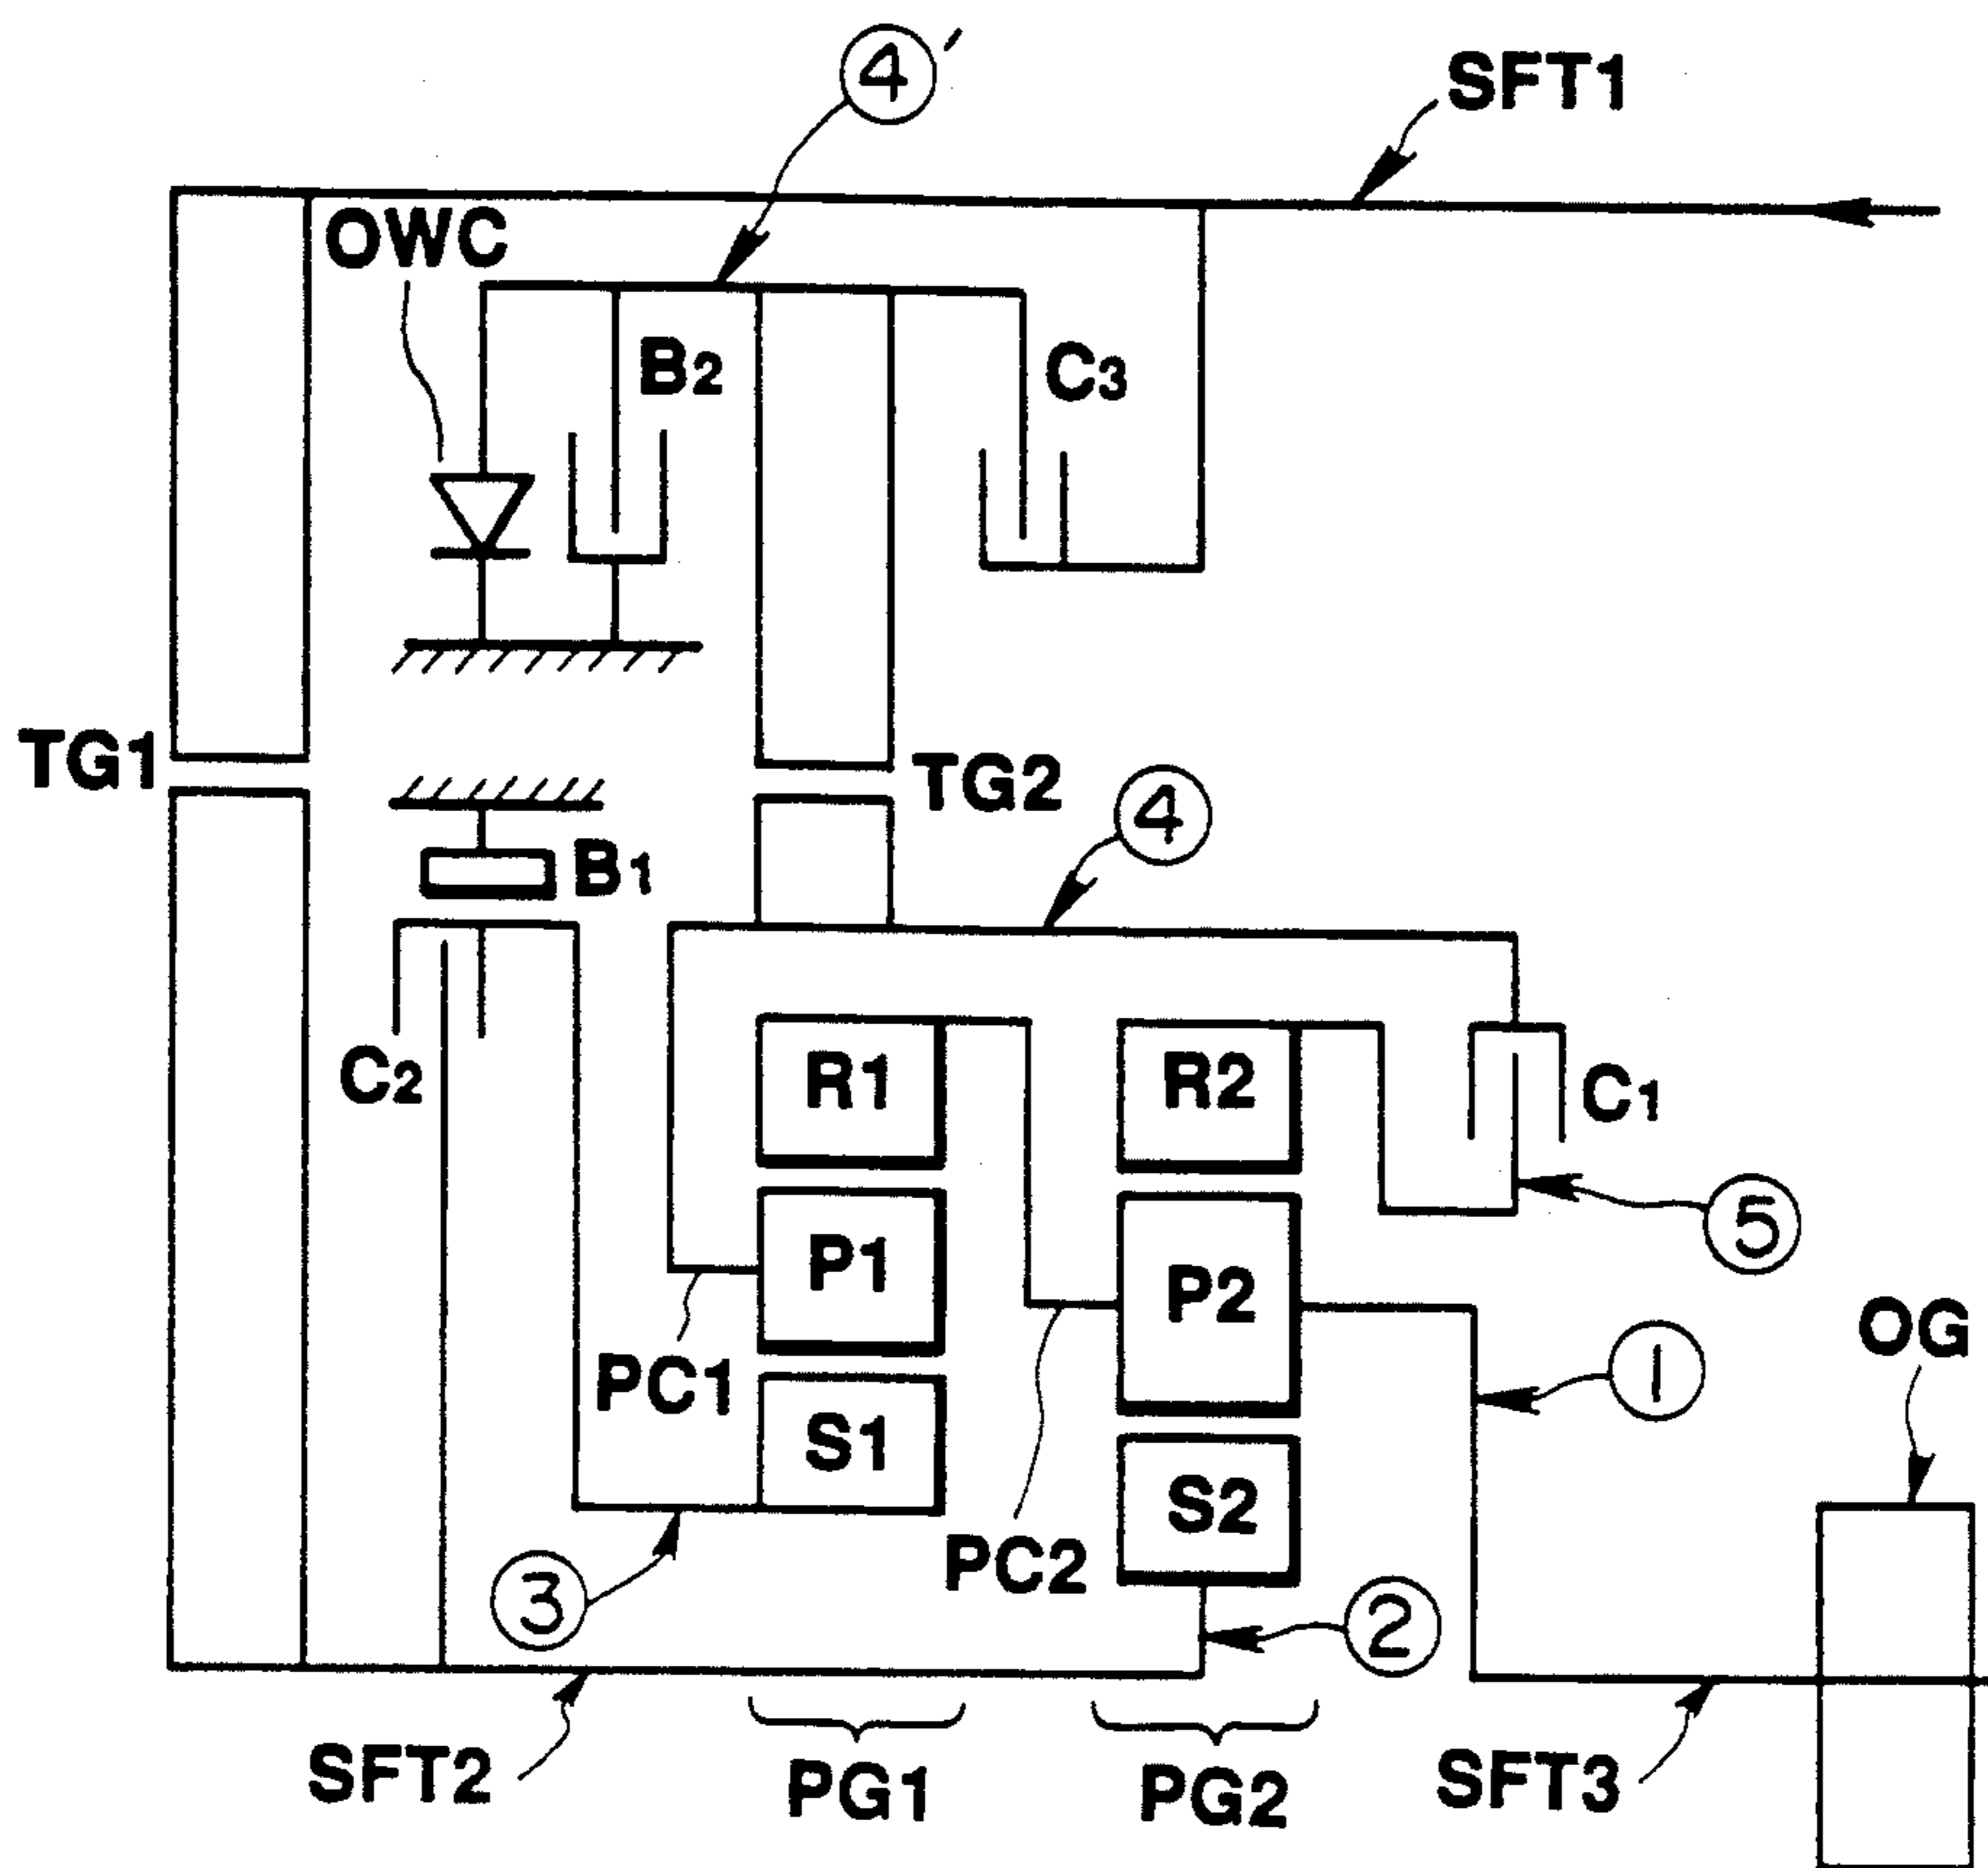 ④′
SFT1
OWC
B2
C3
TG1
TG2
④
B1
C2
R1
R2
C1
⑤
P1
P2
OG
PC1
①
S1
S2
PC2
③
②
SFT2
PG1
PG2
SFT3